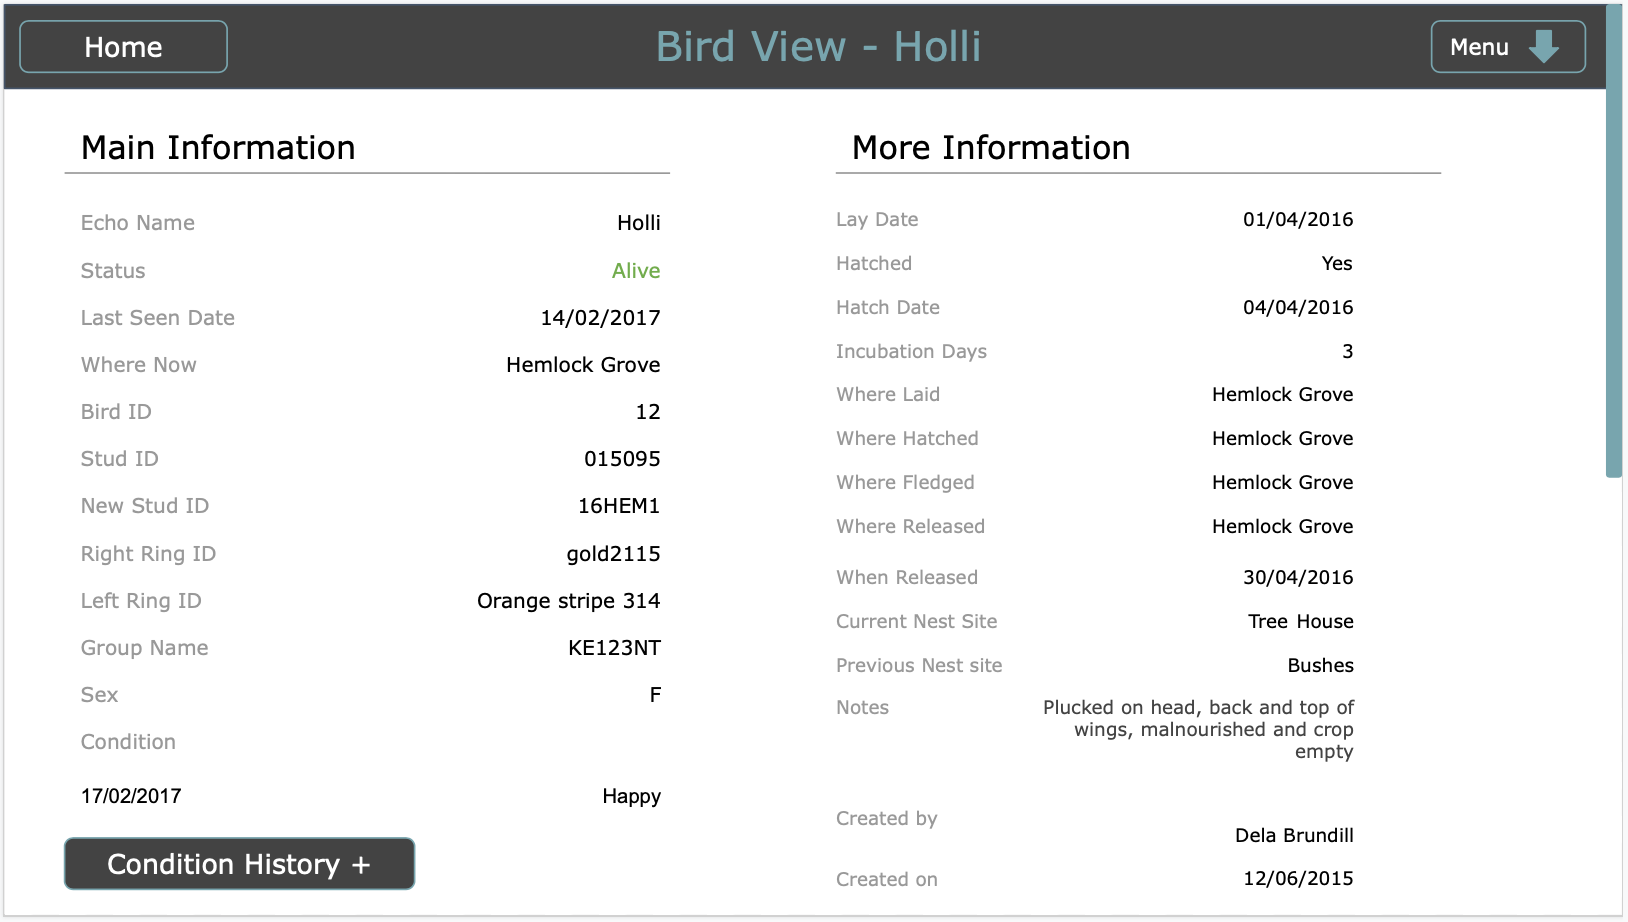 Home
Bird View - Holli
Menu
Main Information
Echo Name Holli
Status Alive
Last Seen Date 14/02/2017
Where Now Hemlock Grove
Bird ID 12
Stud ID 015095
New Stud ID 16HEM1
Right Ring ID gold2115
Left Ring ID Orange stripe 314
Group Name KE123NT
Sex F
Condition
17/02/2017 Happy
Condition History +
More Information
Lay Date 01/04/2016
Hatched Yes
Hatch Date 04/04/2016
Incubation Days 3
Where Laid Hemlock Grove
Where Hatched Hemlock Grove
Where Fledged Hemlock Grove
Where Released Hemlock Grove
When Released 30/04/2016
Current Nest Site Tree House
Previous Nest site Bushes
Notes Plucked on head, back and top of
wings, malnourished and crop
empty
Created by
Dela Brundill
Created on 12/06/2015